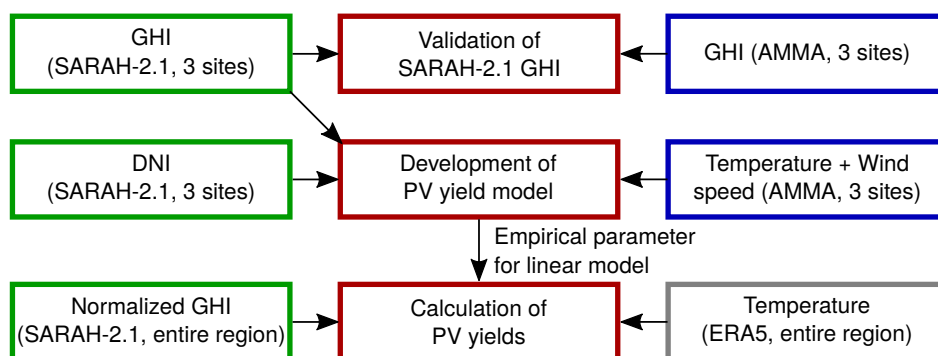 GHI
(SARAH-2.1, 3 sites)
Validation of
SARAH-2.1 GHI
GHI (AMMA, 3 sites)
DNI
(SARAH-2.1, 3 sites)
Development of
PV yield model
Temperature + Wind
speed (AMMA, 3 sites)
Empirical parameter
for linear model
Normalized GHI
(SARAH-2.1, entire region)
Calculation of
PV yields
Temperature
(ERA5, entire region)